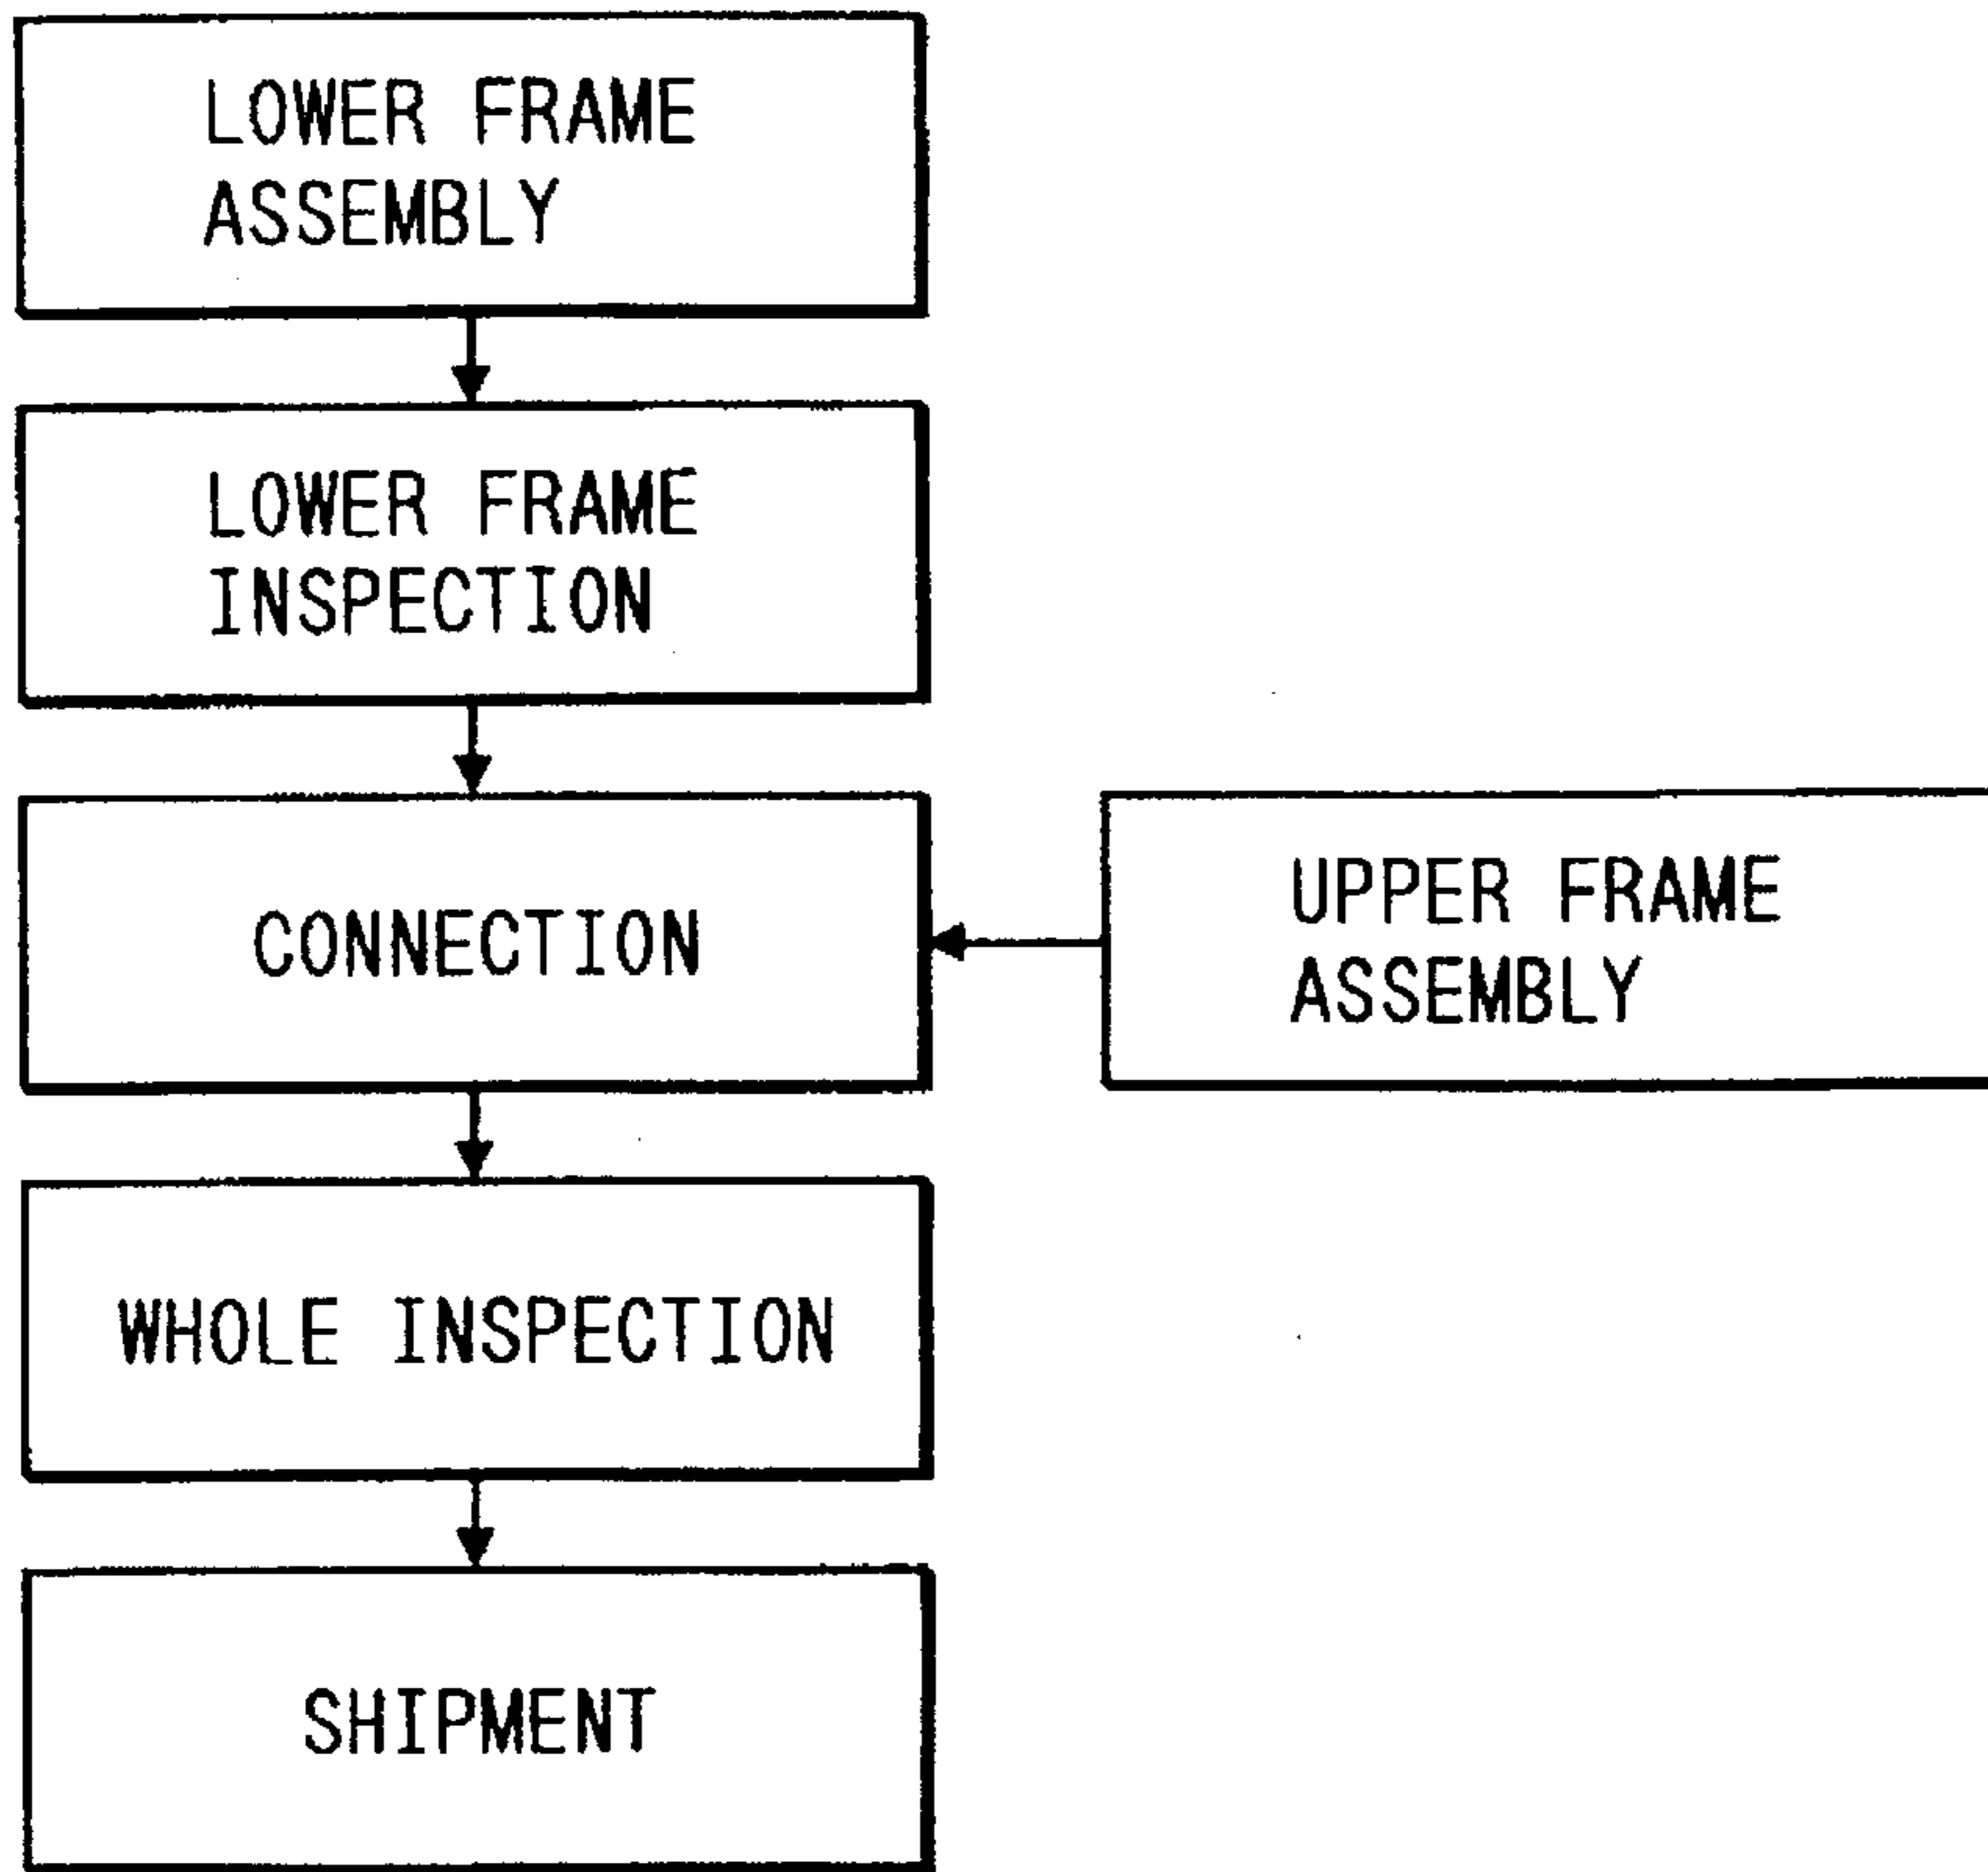 LOWER FRAME
ASSEMBLY
LOWER FRAME
INSPECTION
CONNECTION
UPPER FRAME
ASSEMBLY
WHOLE INSPECTION
SHIPMENT